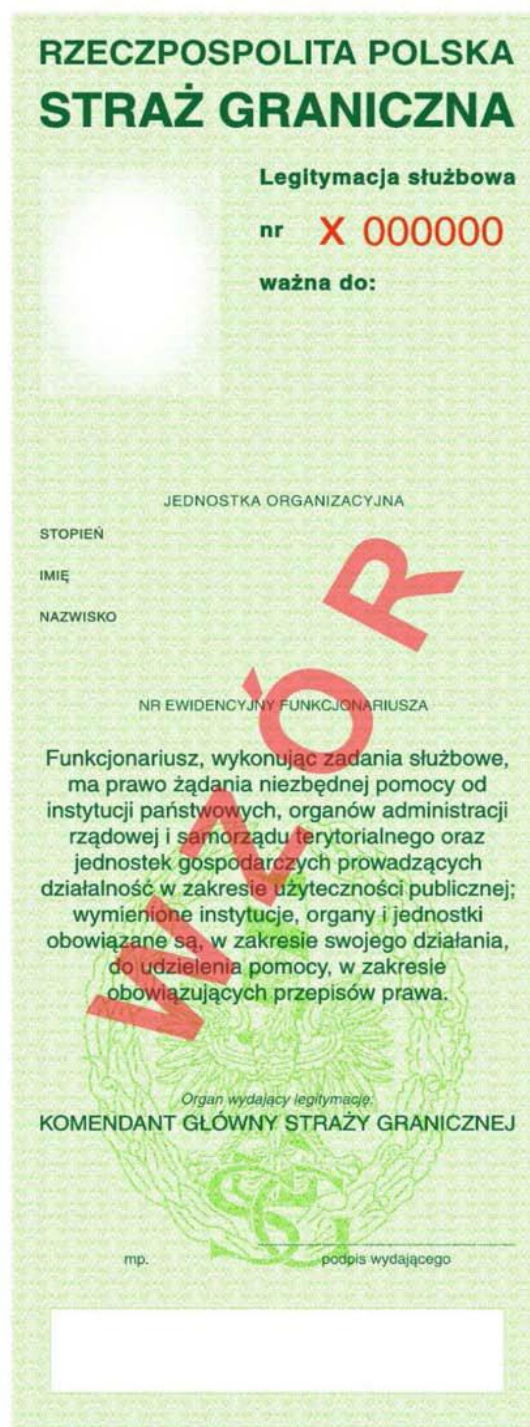 RZECZPOSPOLITA POLSKA
STRAŻ GRANICZNA
Legitymacja służbowa
nr X 000000
ważna do:
JEDNOSTKA ORGANIZACYJNA
STOPIEŃ
IMIĘ
NAZWISKO
NR EWIDENCYJNY FUNKCJONARIUSZA
Funkcjonariusz, wykonując zadania służbowe,
ma prawo żądania niezbędnej pomocy od
instytucji państwowych, organów administracji
rządowej i samorządu terytorialnego oraz
jednostek gospodarczych prowadzących
działalność w zakresie użyteczności publicznej;
wymienione instytucje, organy i jednostki
obowiązane są, w zakresie swojego działania,
do udzielenia pomocy, w zakresie
obowiązujących przepisów prawa.
WZÓR
Organ wydający legitymację:
KOMENDANT GŁÓWNY STRAŻY GRANICZNEJ
SG
mp. podpis wydającego